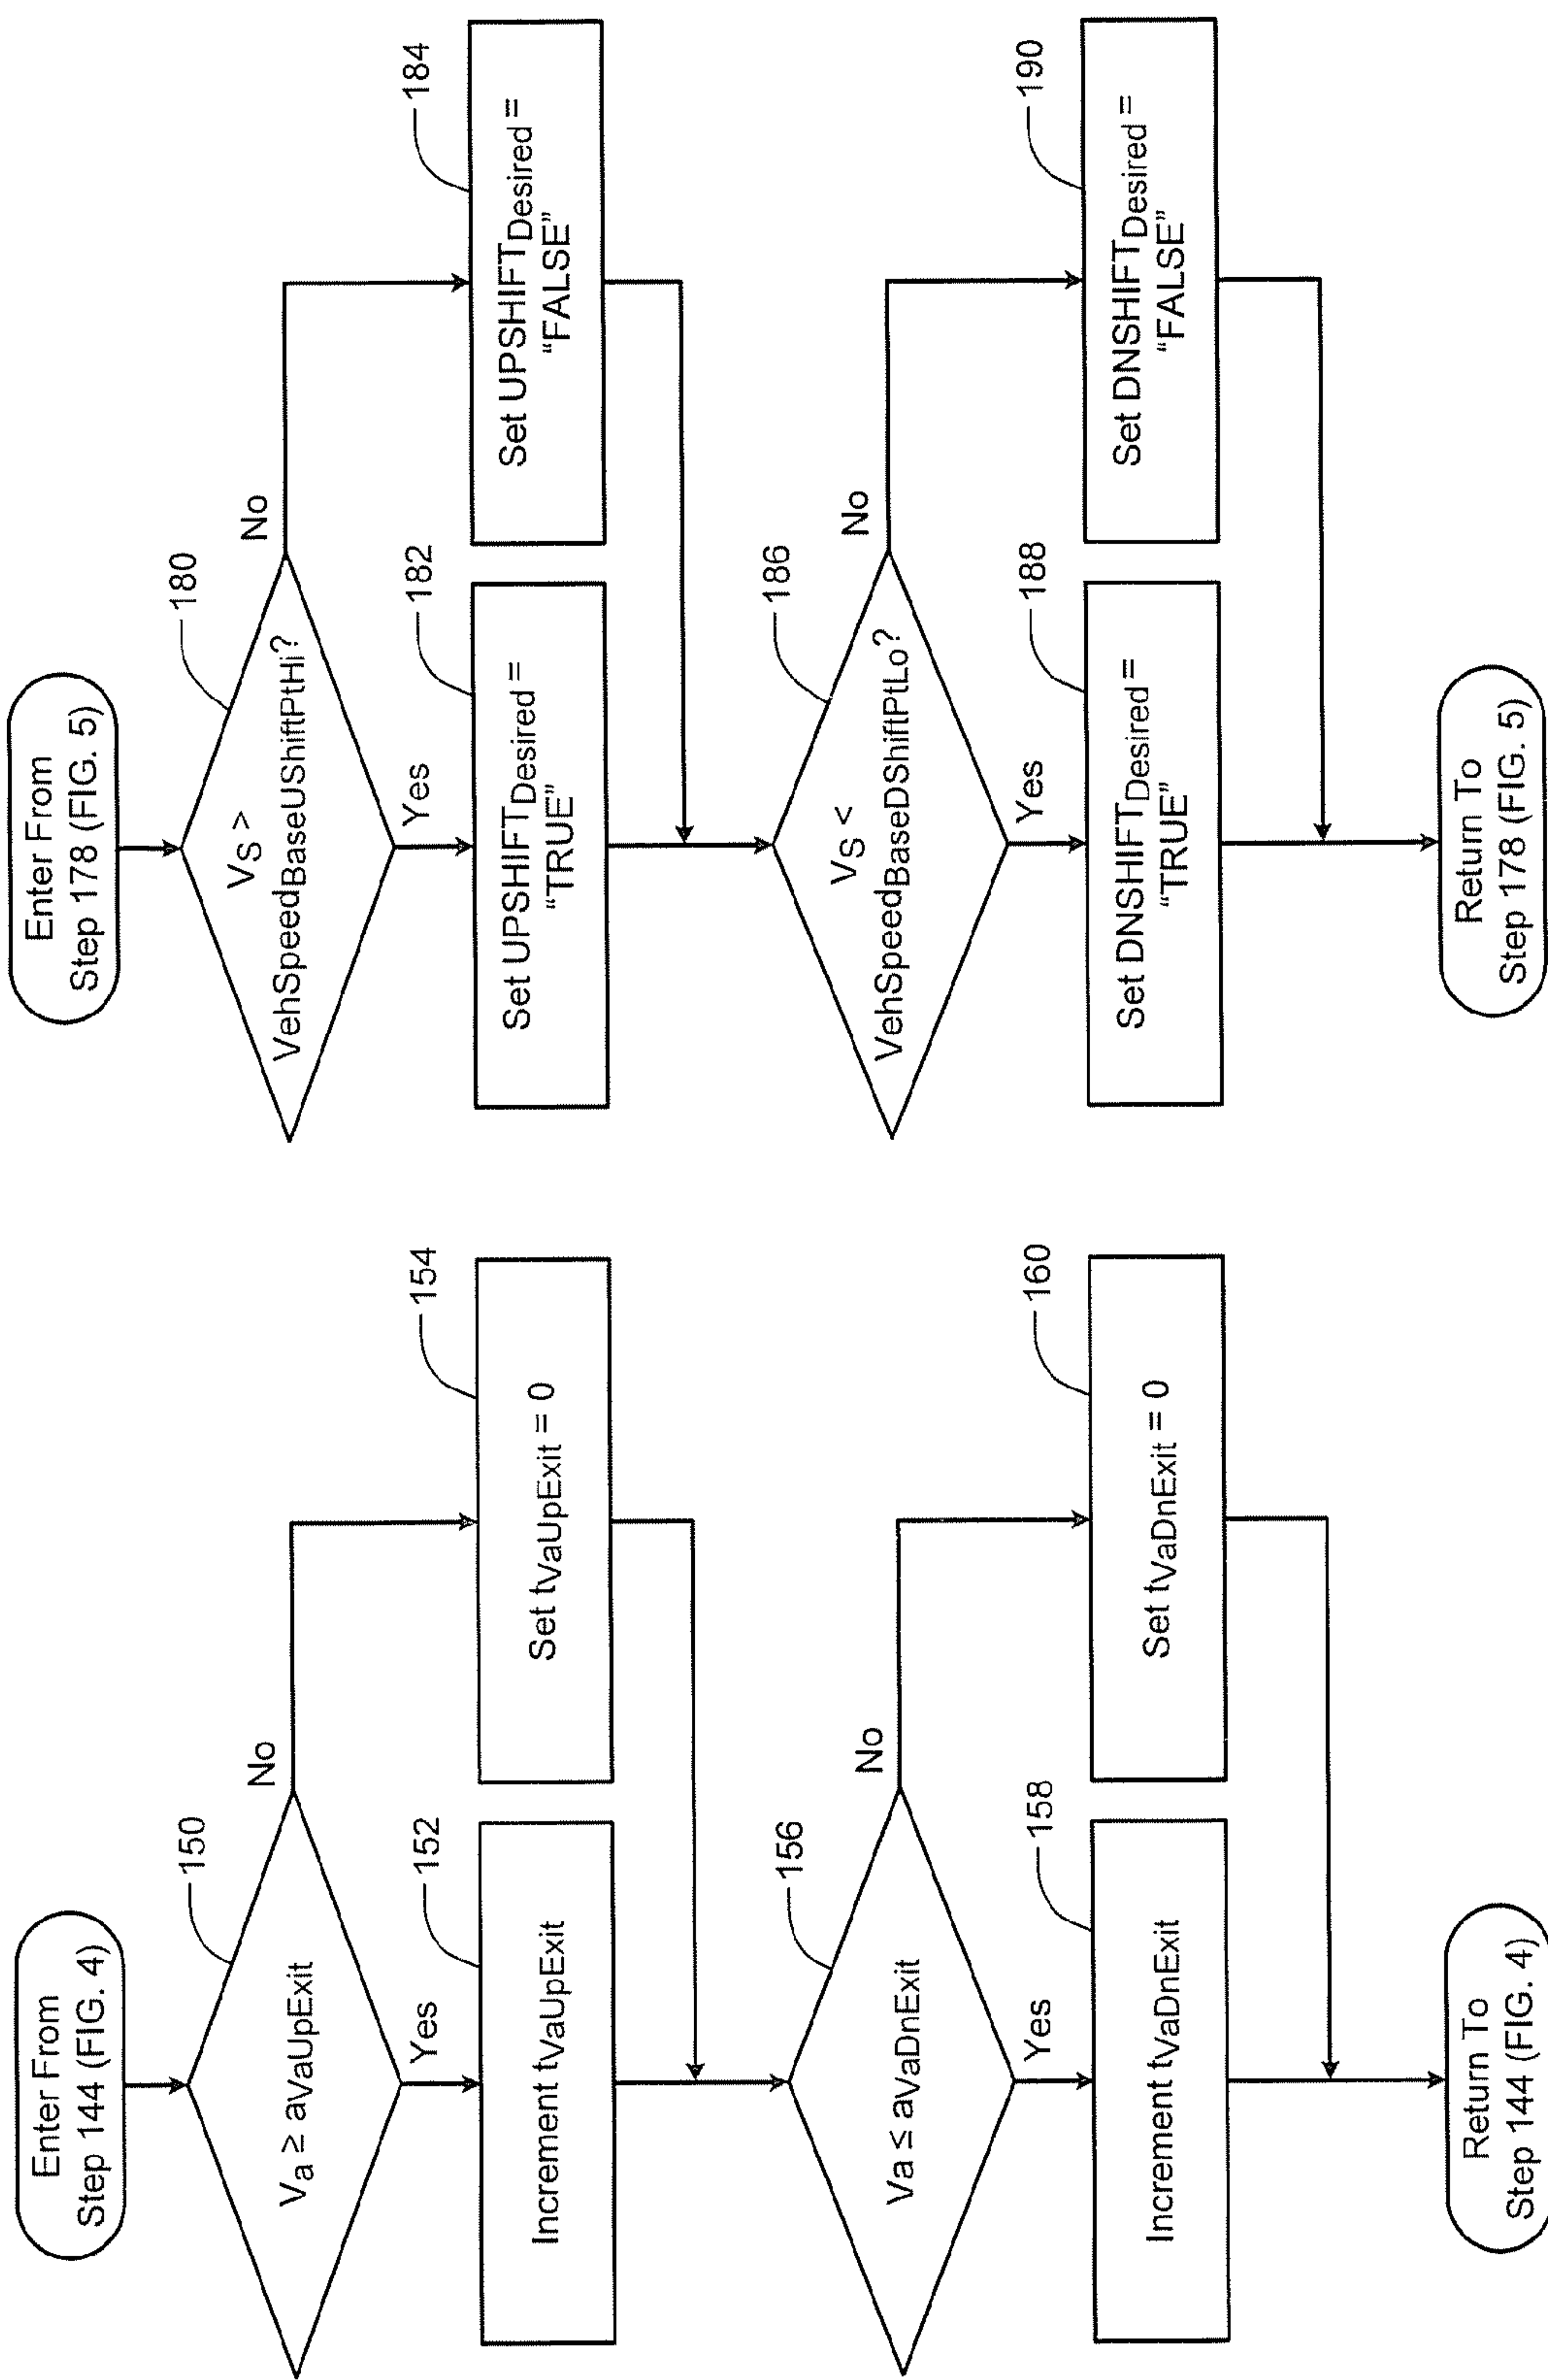 Enter From
Step 144 (FIG. 4)
150
Va ≥ aVaUpExit
No
Yes
152
Increment tVaUpExit
154
Set tVaUpExit = 0
156
Va ≤ aVaDnExit
No
Yes
158
Increment tVaDnExit
160
Set tVaDnExit = 0
Return To
Step 144 (FIG. 4)
Enter From
Step 178 (FIG. 5)
180
VS >
VehSpeedBaseUShiftPtHi?
No
Yes
182
Set UPSHIFTDesired =
“TRUE”
184
Set UPSHIFTDesired =
“FALSE”
186
VS <
VehSpeedBaseDShiftPtLo?
No
Yes
188
Set DNSHIFTDesired =
“TRUE”
190
Set DNSHIFTDesired =
“FALSE”
Return To
Step 178 (FIG. 5)